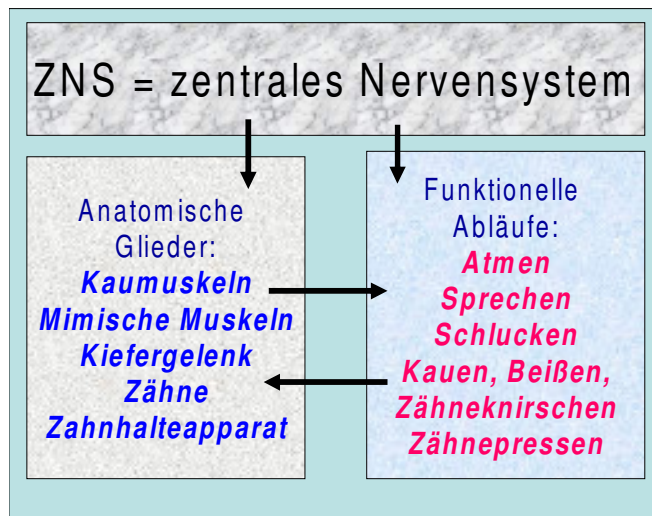 ZNS = zentrales Nervensystem
Anatomische
Glieder:
Kaumuskeln
Mimische Muskeln
Kiefergelenk
Zähne
Zahnhalteapparat
Funktionelle
Abläufe:
Atmen
Sprechen
Schlucken
Kauen, Beißen,
Zähneknirschen
Zähnepressen